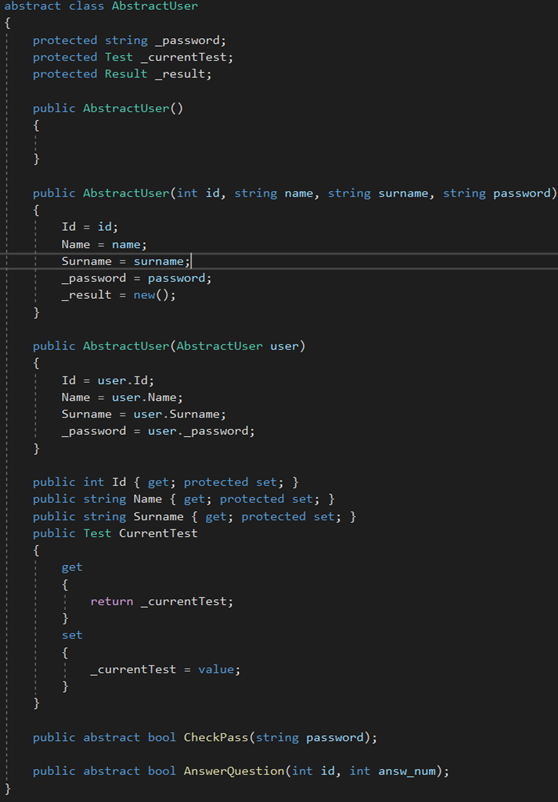 abstract class AbstractUser
{
protected string _password;
protected Test _currentTest;
protected Result _result;
public AbstractUser()
{
}
public AbstractUser(int id, string name, string surname, string password)
{
Id = id;
Name = name;
Surname = surname;
_password = password;
_result = new();
}
public AbstractUser(AbstractUser user)
{
Id = user.Id;
Name = user.Name;
Surname = user.Surname;
_password = user._password;
}
public int Id { get; protected set; }
public string Name { get; protected set; }
public string Surname { get; protected set; }
public Test CurrentTest
{
get
{
return _currentTest;
}
set
{
_currentTest = value;
}
}
public abstract bool CheckPass(string password);
public abstract bool AnswerQuestion(int id, int answ_num);
}